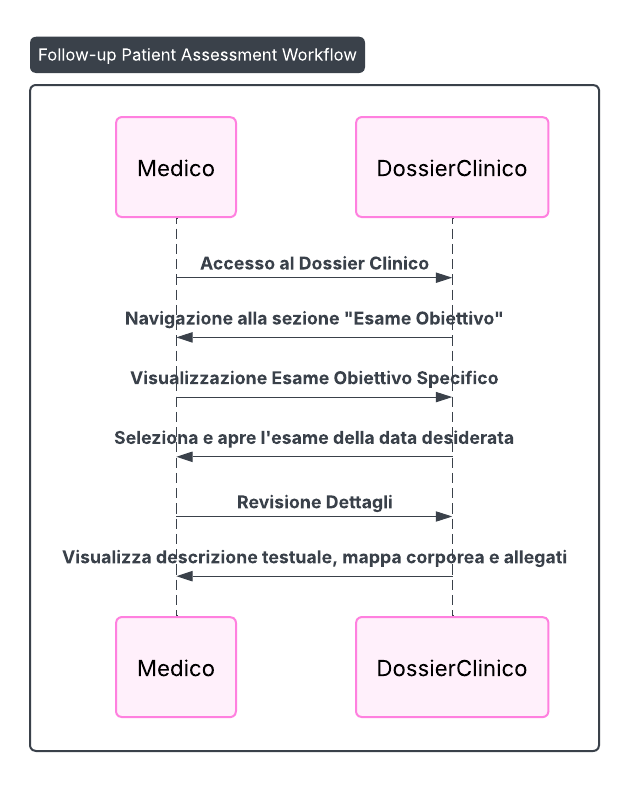 Follow-up Patient Assessment Workflow
Medico
DossierClinico
Accesso al Dossier Clinico
Navigazione alla sezione "Esame Obiettivo"
Visualizzazione Esame Obiettivo Specifico
Seleziona e apre l'esame della data desiderata
Revisione Dettagli
Visualizza descrizione testuale, mappa corporea e allegati
Medico
DossierClinico